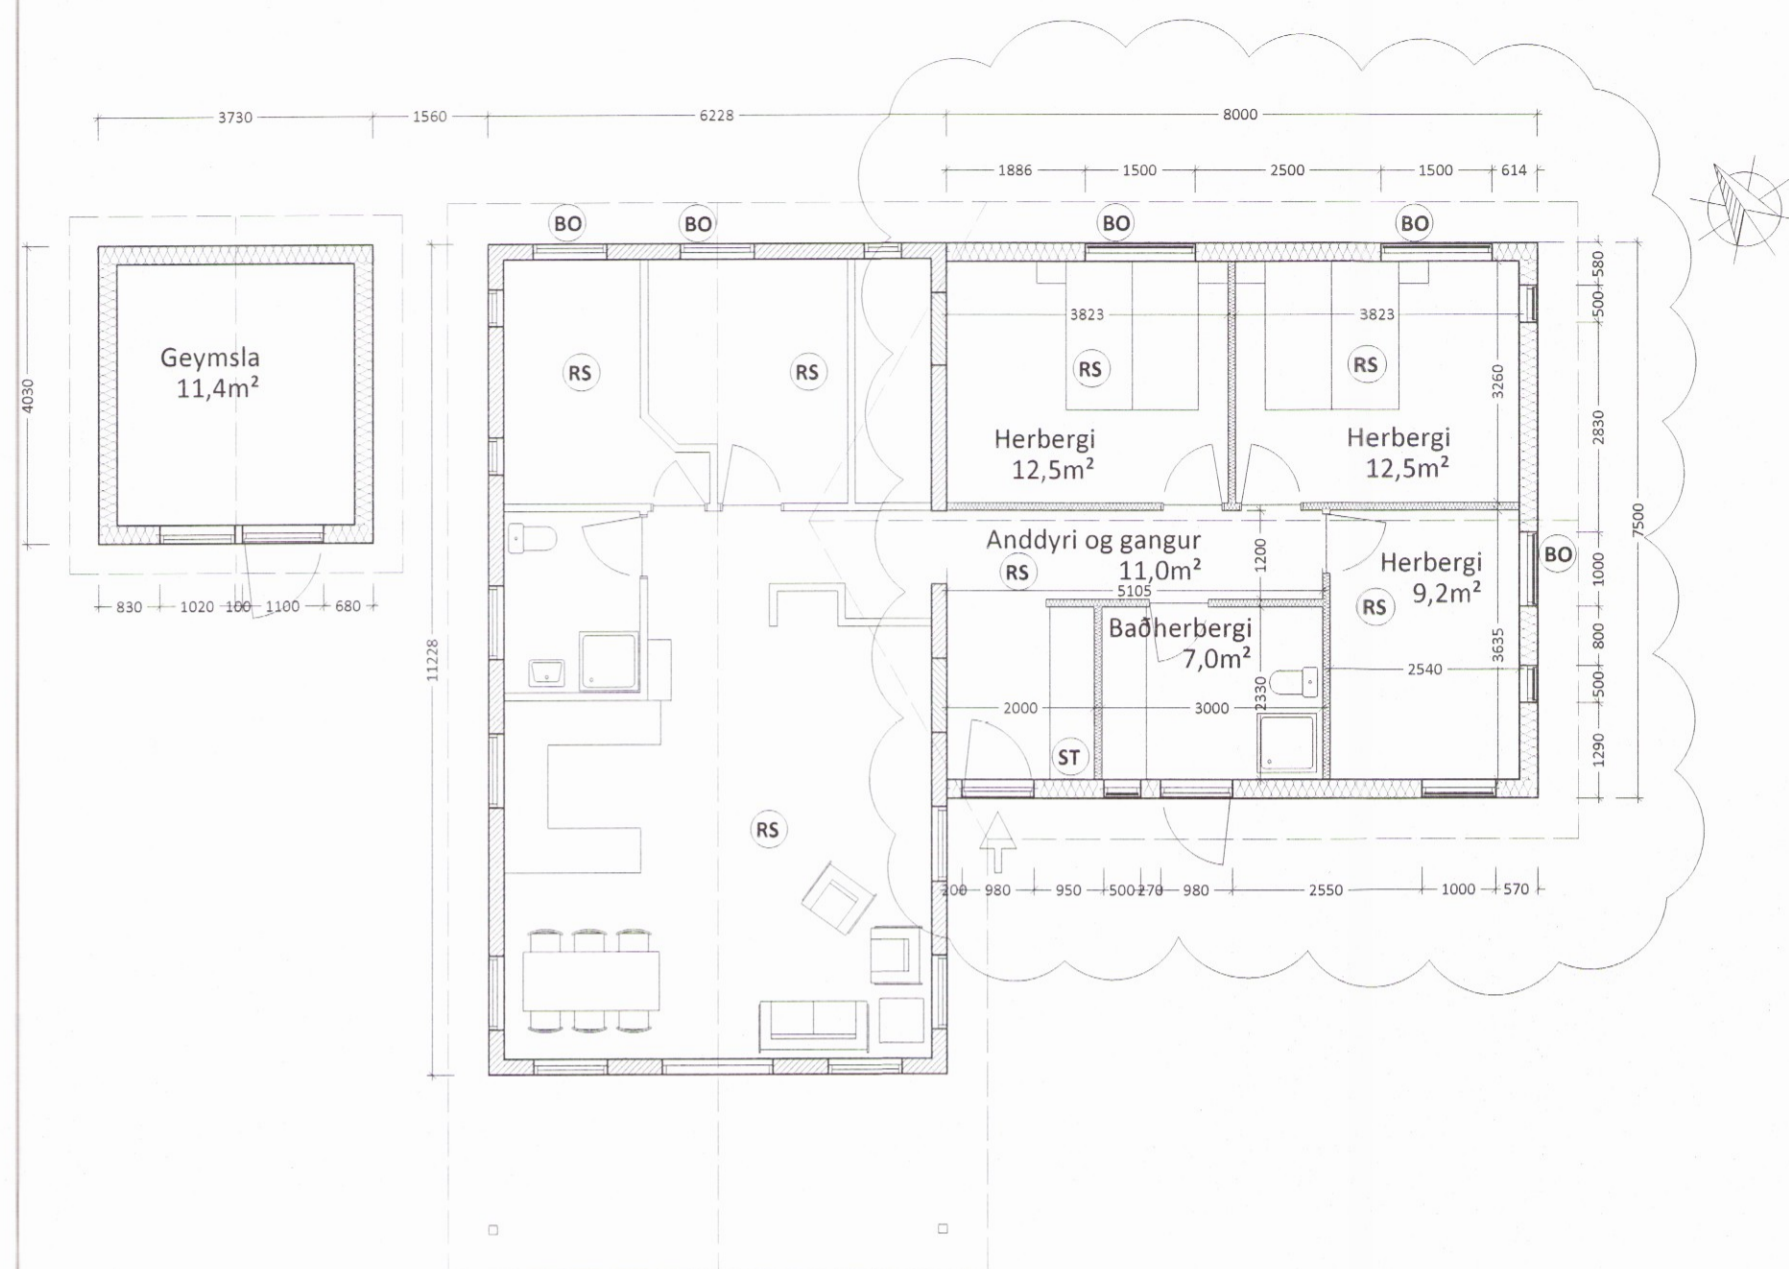 3730 1560 6228 8000
1886 1500 2500 1500 614
BO BO BO BO
580
500
2830
1000
800
500
1290
7500
4030
11228
Geymsla
11,4m²
830 1020 100 1100 680
RS RS RS RS
3823 3823
3260
Herbergi
12,5m²
Herbergi
12,5m²
Anddyri og gangur
11,0m²
RS
5105
1200
Herbergi
9,2m²
RS
BO
Baðherbergi
7,0m²
2330
3635
2540
2000 3000
ST
RS
200 980 950 500 270 980 2550 1000 570